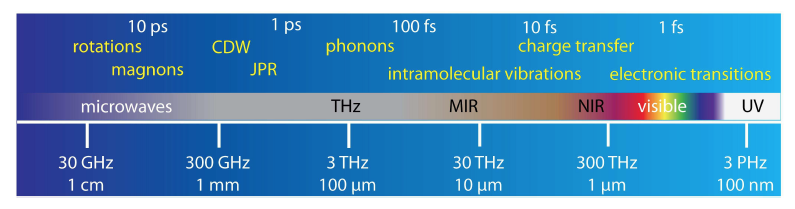 10 ps 1 ps 100 fs 10 fs 1 fs
rotations CDW phonons charge transfer
magnons JPR intramolecular vibrations electronic transitions
microwaves THz MIR NIR visible UV
30 GHz 300 GHz 3 THz 30 THz 300 THz 3 PHz
1 cm 1 mm 100 μm 10 μm 1 μm 100 nm